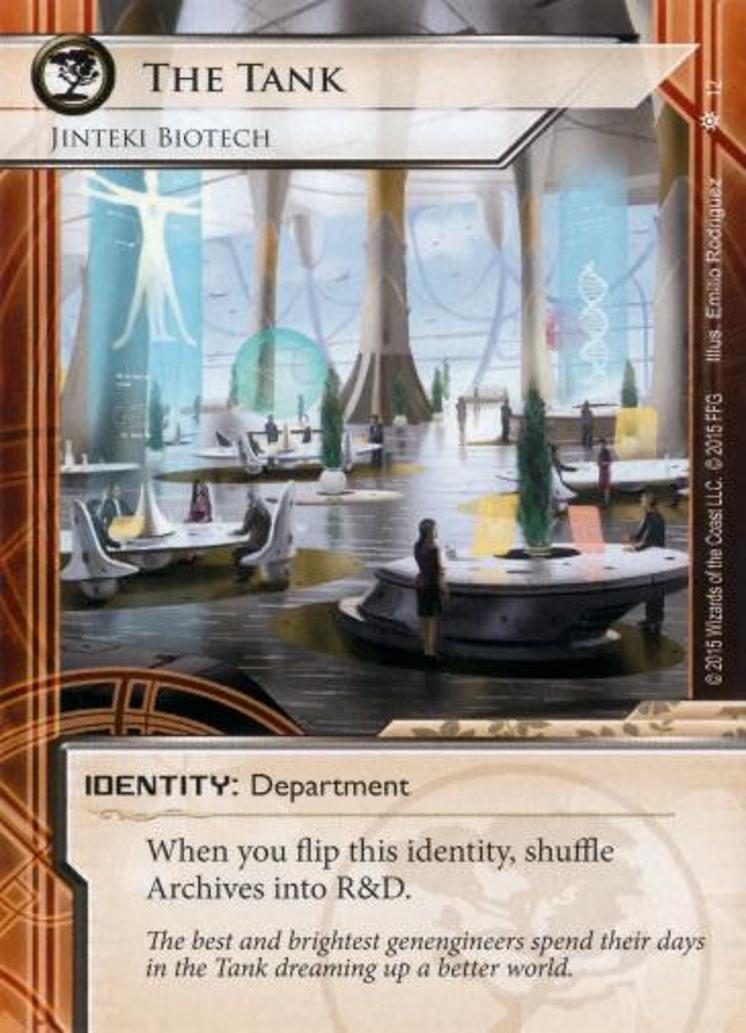 The Tank
Jinteki Biotech
12
Illus. Emilio Rodriguez
© 2015 Wizards of the Coast LLC. © 2015 FFG
IDENTITY: Department
When you flip this identity, shuffle
Archives into R&D.
The best and brightest genengineers spend their days
in the Tank dreaming up a better world.